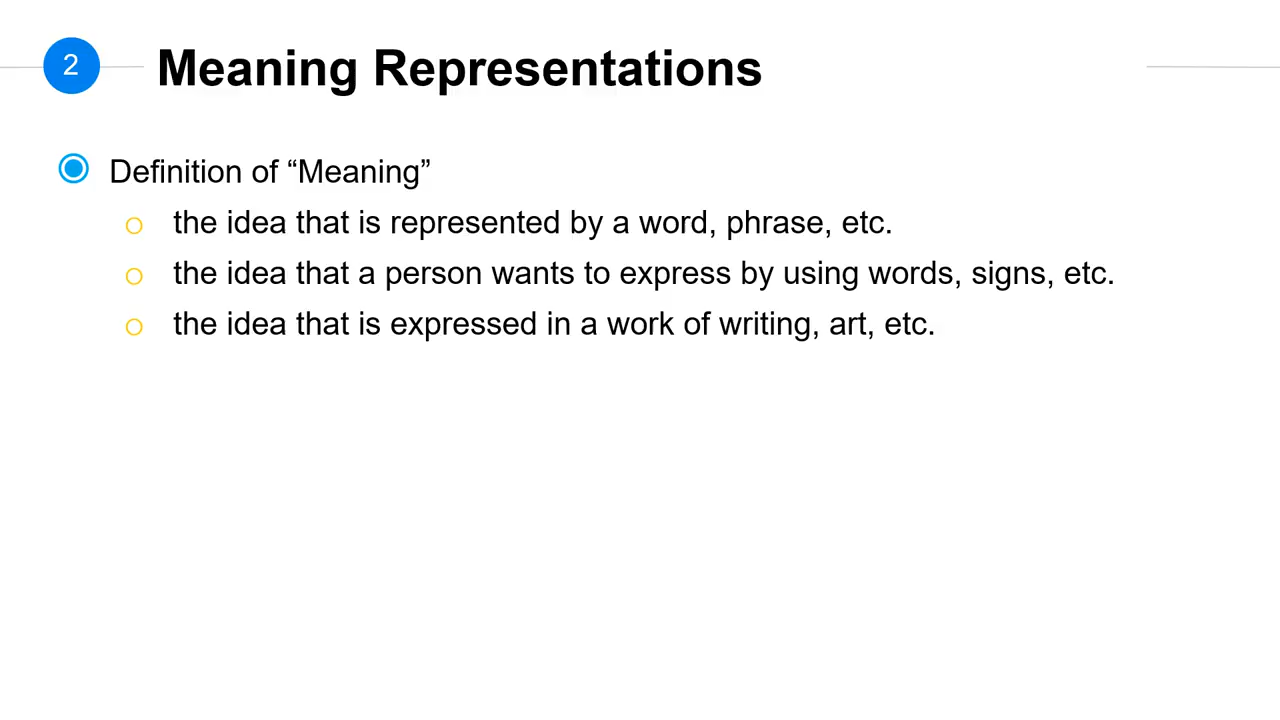 2
Meaning Representations
Definition of “Meaning”
the idea that is represented by a word, phrase, etc.
the idea that a person wants to express by using words, signs, etc.
the idea that is expressed in a work of writing, art, etc.